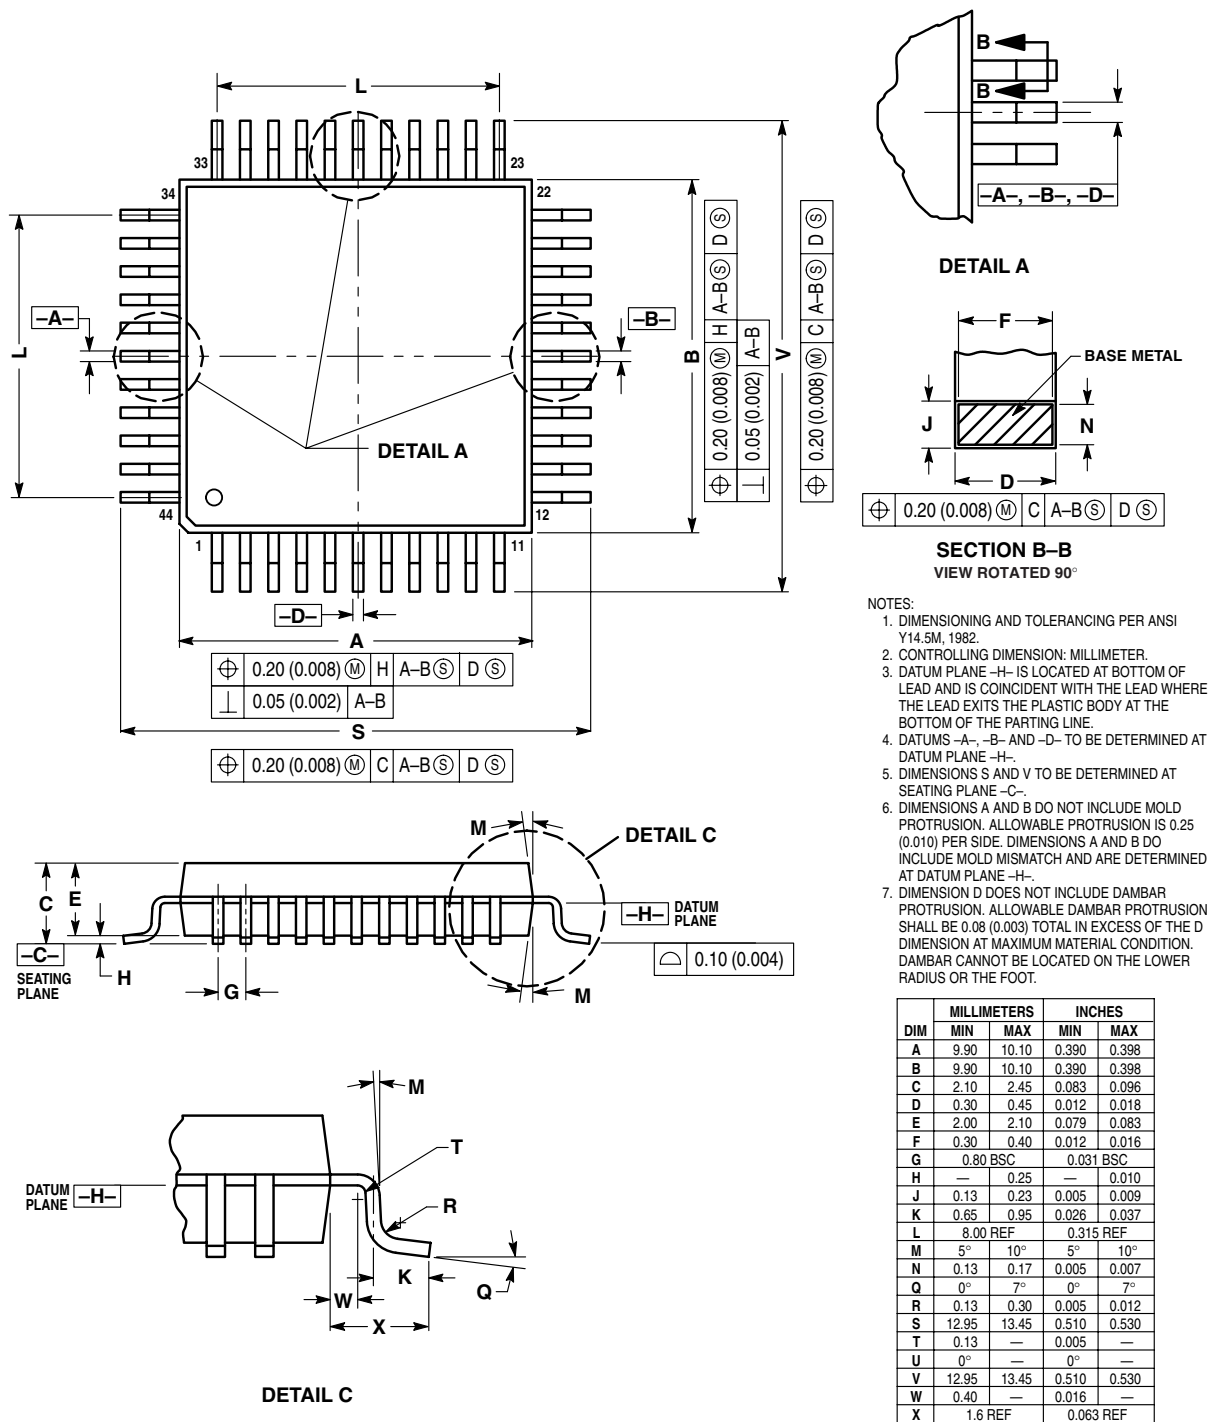 L
33
23
34
22
–A–
–B–
L
B
V
DETAIL A
44
12
1
11
–D–
A
0.20 (0.008) Ⓜ H A–B Ⓢ D Ⓢ
0.05 (0.002) A–B
S
0.20 (0.008) Ⓜ C A–B Ⓢ D Ⓢ
0.20 (0.008) Ⓜ H A–B Ⓢ D Ⓢ
0.05 (0.002) A–B
0.20 (0.008) Ⓜ C A–B Ⓢ D Ⓢ
B
B
–A–, –B–, –D–
DETAIL A
F
BASE METAL
J
N
D
0.20 (0.008) Ⓜ C A–B Ⓢ D Ⓢ
SECTION B–B
VIEW ROTATED 90°
M
DETAIL C
C
E
–H– DATUM
PLANE
–C–
SEATING
PLANE
H
G
M
0.10 (0.004)
M
T
DATUM
PLANE –H–
R
K
W
Q
X
DETAIL C
NOTES:
1. DIMENSIONING AND TOLERANCING PER ANSI
Y14.5M, 1982.
2. CONTROLLING DIMENSION: MILLIMETER.
3. DATUM PLANE –H– IS LOCATED AT BOTTOM OF
LEAD AND IS COINCIDENT WITH THE LEAD WHERE
THE LEAD EXITS THE PLASTIC BODY AT THE
BOTTOM OF THE PARTING LINE.
4. DATUMS –A–, –B– AND –D– TO BE DETERMINED AT
DATUM PLANE –H–.
5. DIMENSIONS S AND V TO BE DETERMINED AT
SEATING PLANE –C–.
6. DIMENSIONS A AND B DO NOT INCLUDE MOLD
PROTRUSION. ALLOWABLE PROTRUSION IS 0.25
(0.010) PER SIDE. DIMENSIONS A AND B DO
INCLUDE MOLD MISMATCH AND ARE DETERMINED
AT DATUM PLANE –H–.
7. DIMENSION D DOES NOT INCLUDE DAMBAR
PROTRUSION. ALLOWABLE DAMBAR PROTRUSION
SHALL BE 0.08 (0.003) TOTAL IN EXCESS OF THE D
DIMENSION AT MAXIMUM MATERIAL CONDITION.
DAMBAR CANNOT BE LOCATED ON THE LOWER
RADIUS OR THE FOOT.
MILLIMETERS INCHES
DIM MIN MAX MIN MAX
A 9.90 10.10 0.390 0.398
B 9.90 10.10 0.390 0.398
C 2.10 2.45 0.083 0.096
D 0.30 0.45 0.012 0.018
E 2.00 2.10 0.079 0.083
F 0.30 0.40 0.012 0.016
G 0.80 BSC 0.031 BSC
H — 0.25 — 0.010
J 0.13 0.23 0.005 0.009
K 0.65 0.95 0.026 0.037
L 8.00 REF 0.315 REF
M 5° 10° 5° 10°
N 0.13 0.17 0.005 0.007
Q 0° 7° 0° 7°
R 0.13 0.30 0.005 0.012
S 12.95 13.45 0.510 0.530
T 0.13 — 0.005 —
U 0° — 0° —
V 12.95 13.45 0.510 0.530
W 0.40 — 0.016 —
X 1.6 REF 0.063 REF